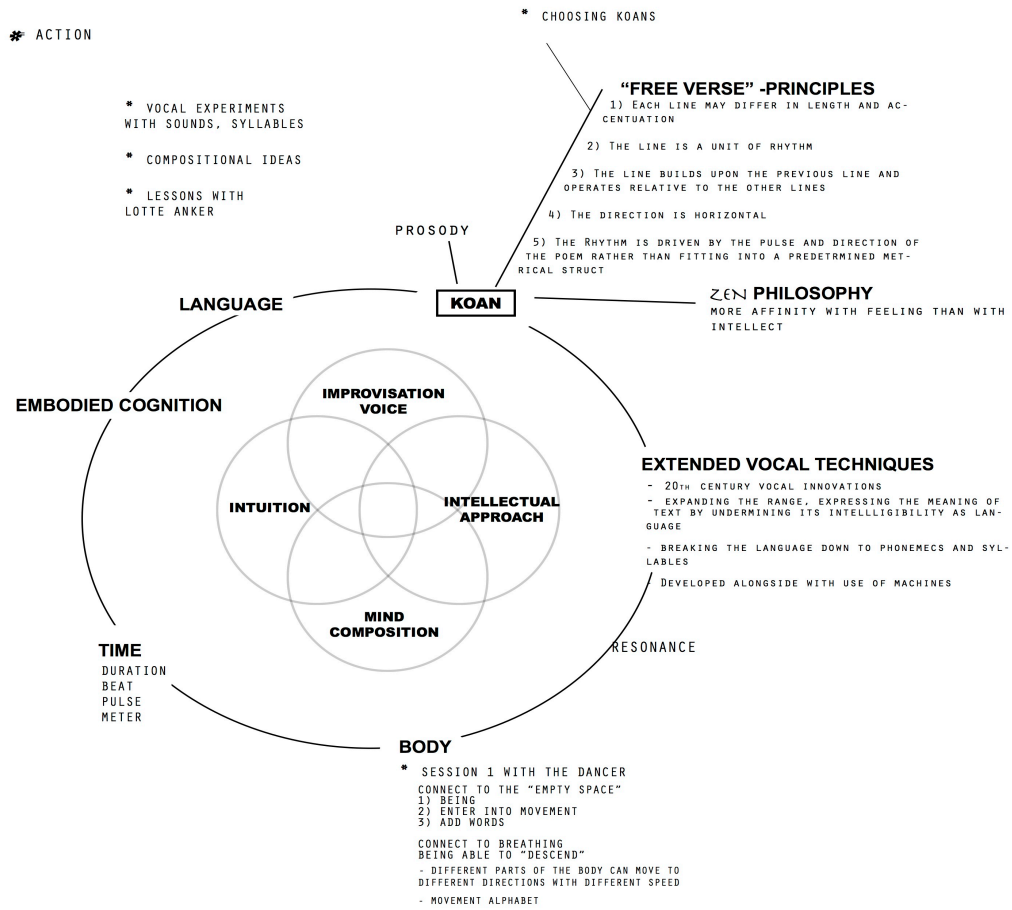 * CHOOSING KOANS
* ACTION
* VOCAL EXPERIMENTS
WITH SOUNDS, SYLLABLES
* COMPOSITIONAL IDEAS
* LESSONS WITH
LOTTE ANKER
"FREE VERSE" -PRINCIPLES
1) EACH LINE MAY DIFFER IN LENGTH AND AC-
CENTUATION
2) THE LINE IS A UNIT OF RHYTHM
3) THE LINE BUILDS UPON THE PREVIOUS LINE AND
OPERATES RELATIVE TO THE OTHER LINES
4) THE DIRECTION IS HORIZONTAL
5) THE RHYTHM IS DRIVEN BY THE PULSE AND DIRECTION OF
THE POEM RATHER THAN FITTING INTO A PREDETRMINED MET-
RICAL STRUCT
PROSODY
KOAN
ZEN PHILOSOPHY
MORE AFFINITY WITH FEELING THAN WITH
INTELLECT
LANGUAGE
EMBODIED COGNITION
IMPROVISATION
VOICE
INTUITION
INTELLECTUAL
APPROACH
MIND
COMPOSITION
EXTENDED VOCAL TECHNIQUES
- 20TH CENTURY VOCAL INNOVATIONS
- EXPANDING THE RANGE, EXPRESSING THE MEANING OF
TEXT BY UNDERMINING ITS INTELLLIGIBILITY AS LAN-
GUAGE
- BREAKING THE LANGUAGE DOWN TO PHONEMECS AND SYL-
LABLES
- DEVELOPED ALONGSIDE WITH USE OF MACHINES
RESONANCE
TIME
DURATION
BEAT
PULSE
METER
BODY
* SESSION 1 WITH THE DANCER
CONNECT TO THE "EMPTY SPACE"
1) BEING
2) ENTER INTO MOVEMENT
3) ADD WORDS
CONNECT TO BREATHING
BEING ABLE TO "DESCEND"
- DIFFERENT PARTS OF THE BODY CAN MOVE TO
DIFFERENT DIRECTIONS WITH DIFFERENT SPEED
- MOVEMENT ALPHABET